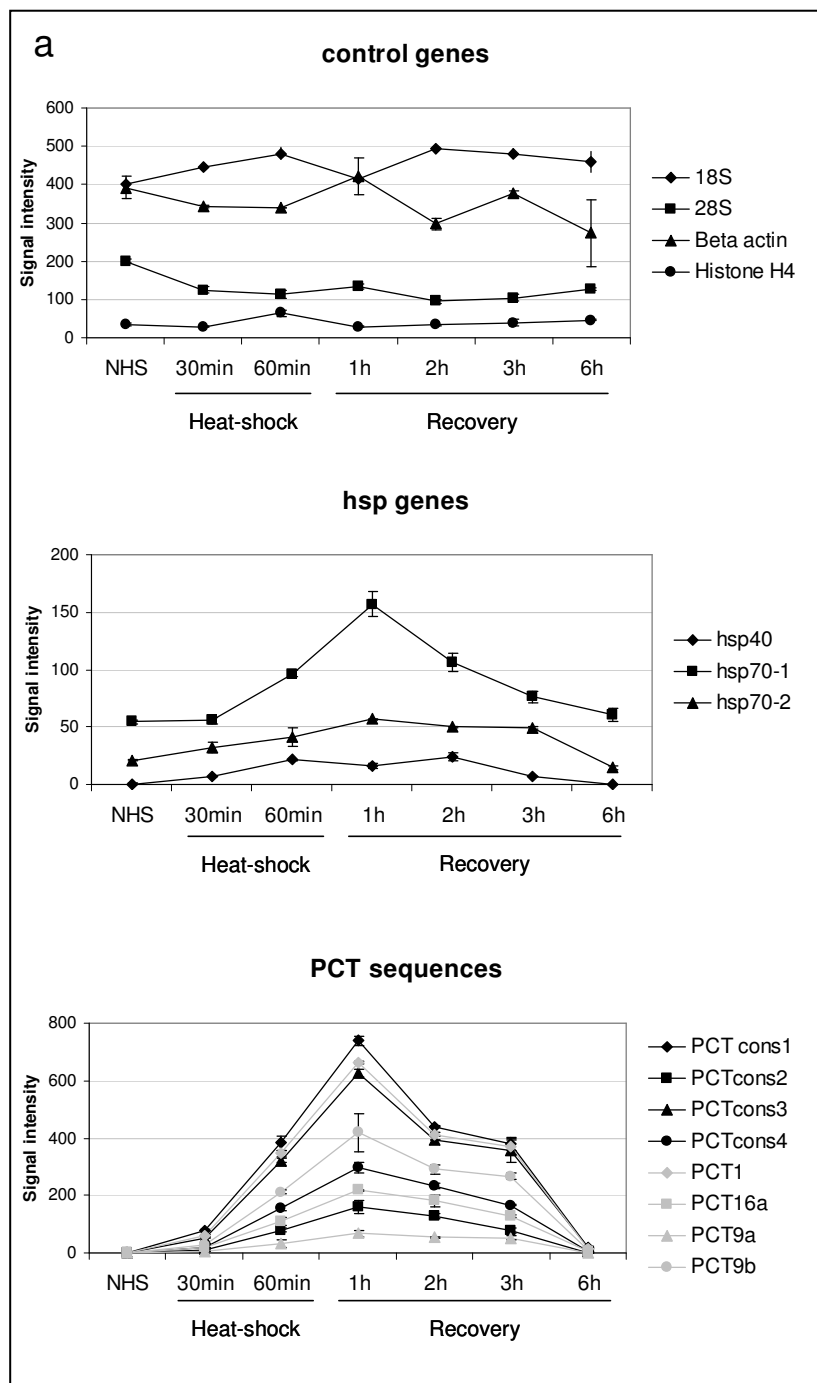 a
control genes
600
500
400
300
200
100
0
Signal intensity
NHS 30min 60min 1h 2h 3h 6h
Heat-shock Recovery
18S
28S
Beta actin
Histone H4
hsp genes
200
150
100
50
0
Signal intensity
NHS 30min 60min 1h 2h 3h 6h
Heat-shock Recovery
hsp40
hsp70-1
hsp70-2
PCT sequences
800
600
400
200
0
Signal intensity
NHS 30min 60min 1h 2h 3h 6h
Heat-shock Recovery
PCT cons1
PCTcons2
PCTcons3
PCTcons4
PCT1
PCT16a
PCT9a
PCT9b